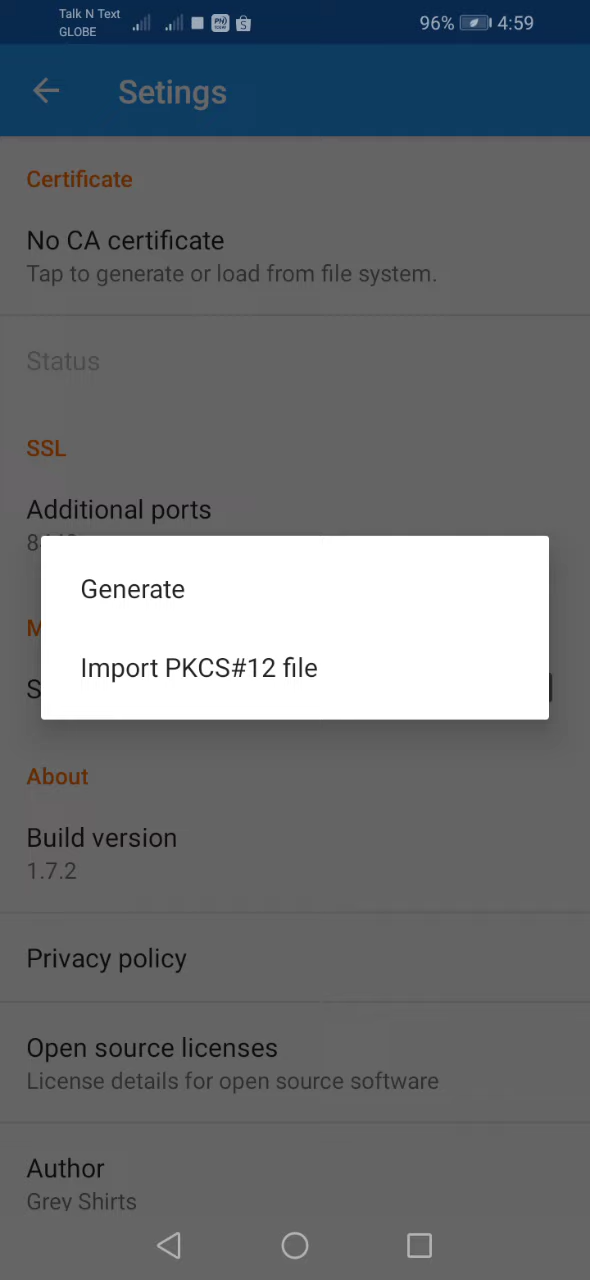 Talk N Text
GLOBE
96%
4:59
Setings
Certificate
No CA certificate
Tap to generate or load from file system.
Status
SSL
Additional ports
Generate
Import PKCS#12 file
About
Build version
1.7.2
Privacy policy
Open source licenses
License details for open source software
Author
Grey Shirts